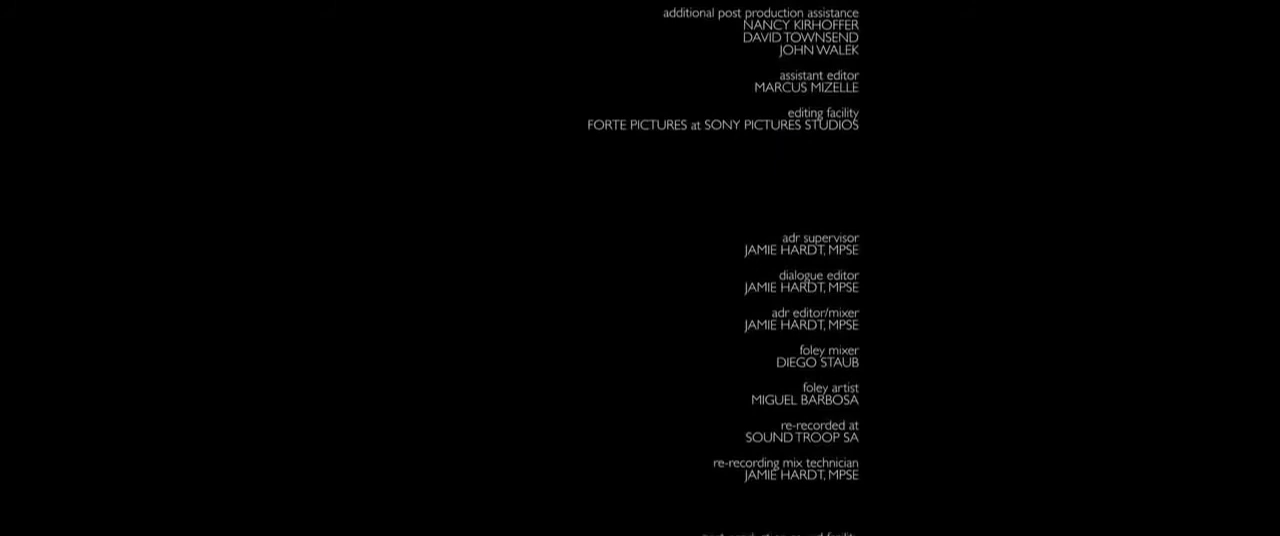 additional post production assistance
NANCY KIRHOFFER
DAVID TOWNSEND
JOHN WALEK
assistant editor
MARCUS MIZELLE
editing facility
FORTE PICTURES at SONY PICTURES STUDIOS
adr supervisor
JAMIE HARDT, MPSE
dialogue editor
JAMIE HARDT, MPSE
adr editor/mixer
JAMIE HARDT, MPSE
foley mixer
DIEGO STAUB
foley artist
MIGUEL BARBOSA
re-recorded at
SOUND TROOP SA
re-recording mix technician
JAMIE HARDT, MPSE